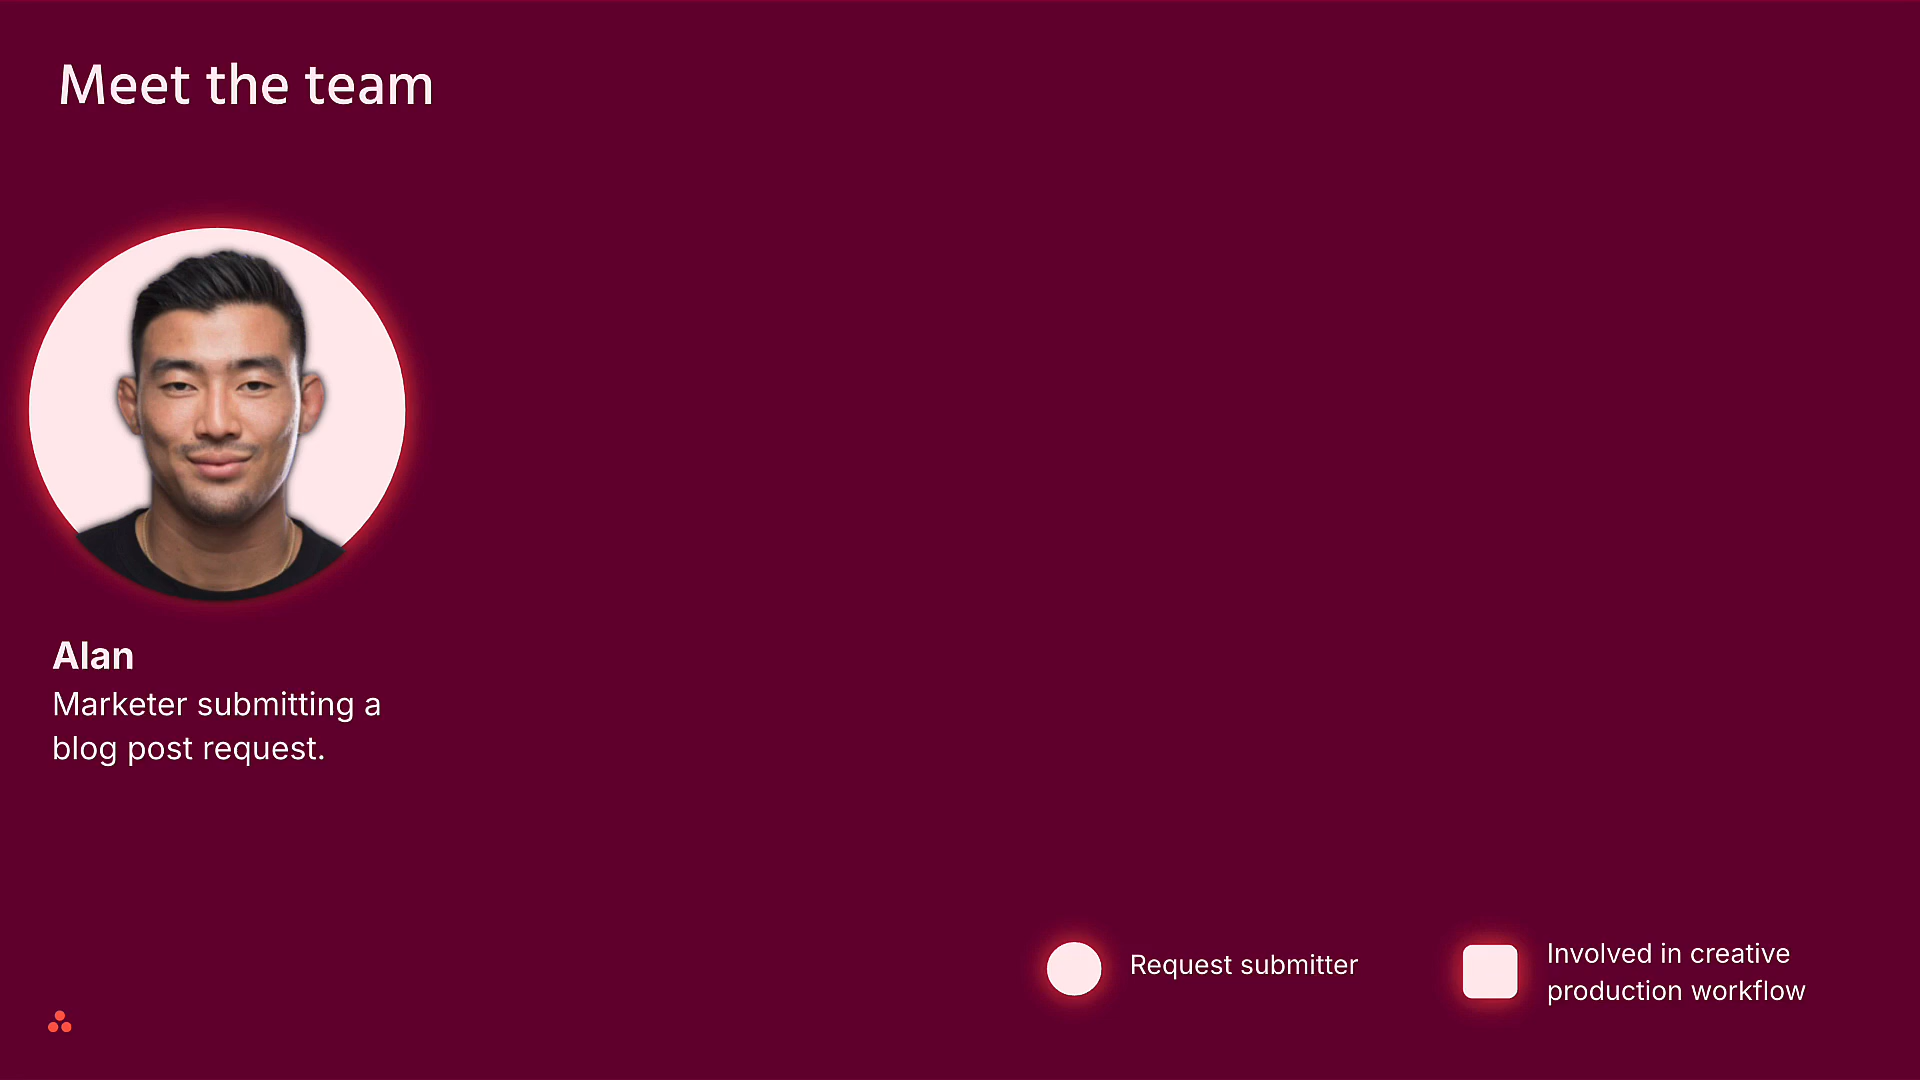 Meet the team
Alan
Marketer submitting a
blog post request.
Request submitter
Involved in creative
production workflow